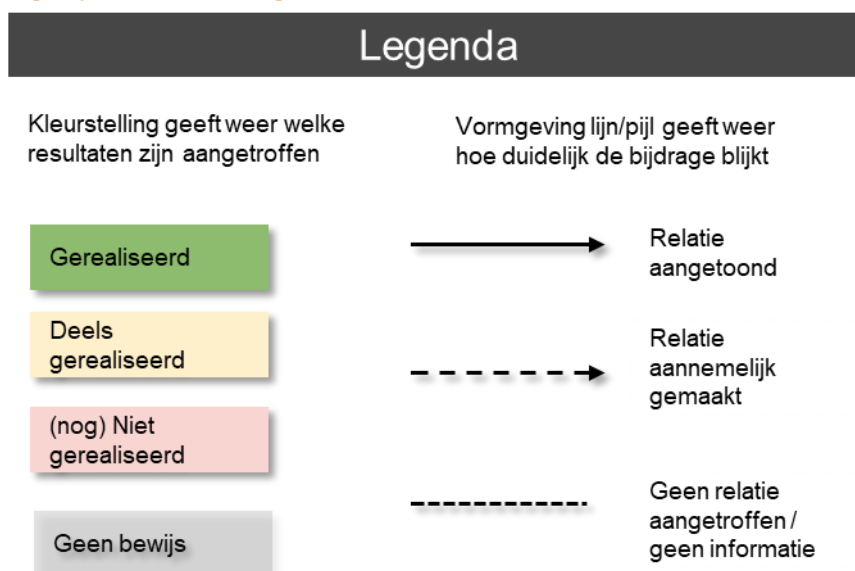 Legenda
Kleurstelling geeft weer welke
resultaten zijn aangetroffen
Vormgeving lijn/pijl geeft weer
hoe duidelijk de bijdrage blijkt
Gerealiseerd
Relatie
aangetoond
Deels
gerealiseerd
Relatie
aannemelijk
gemaakt
(nog) Niet
gerealiseerd
Geen bewijs
Geen relatie
aangetroffen /
geen informatie